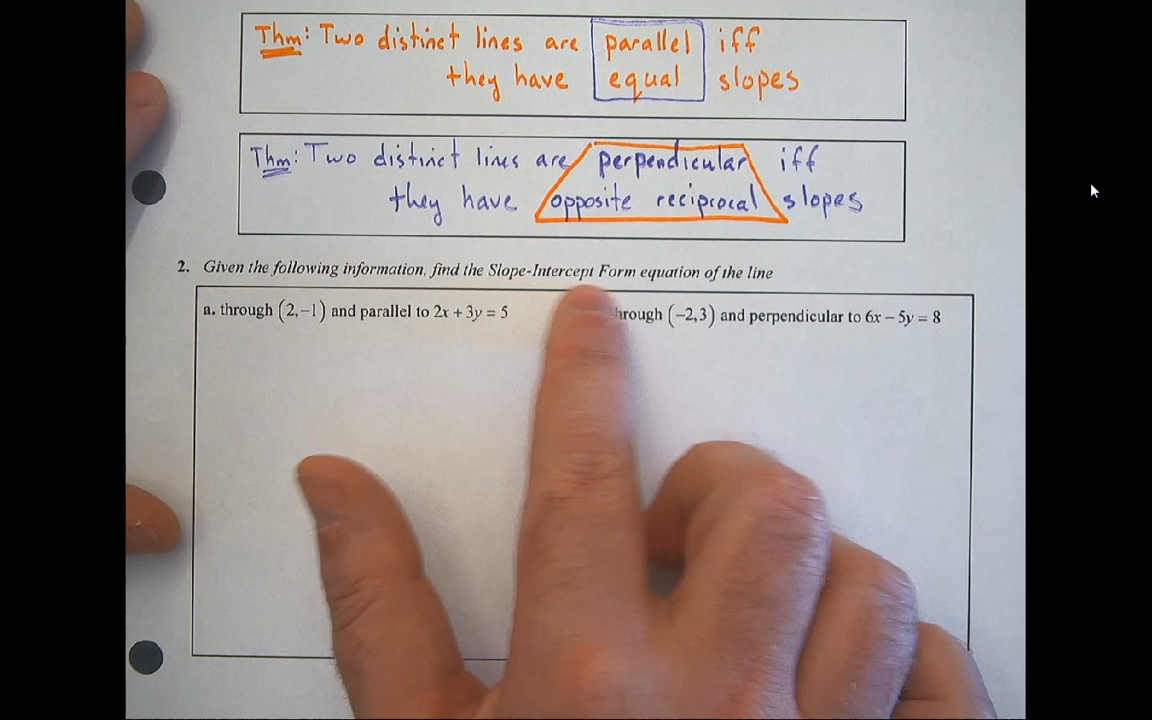 Thm: Two distinct lines are parallel iff
they have equal slopes
Thm: Two distinct lines are perpendicular iff
they have opposite reciprocal slopes
2. Given the following information, find the Slope-Intercept Form equation of the line
a. through (2,−1) and parallel to 2x + 3y = 5
(−2,3) and perpendicular to 6x − 5y = 8